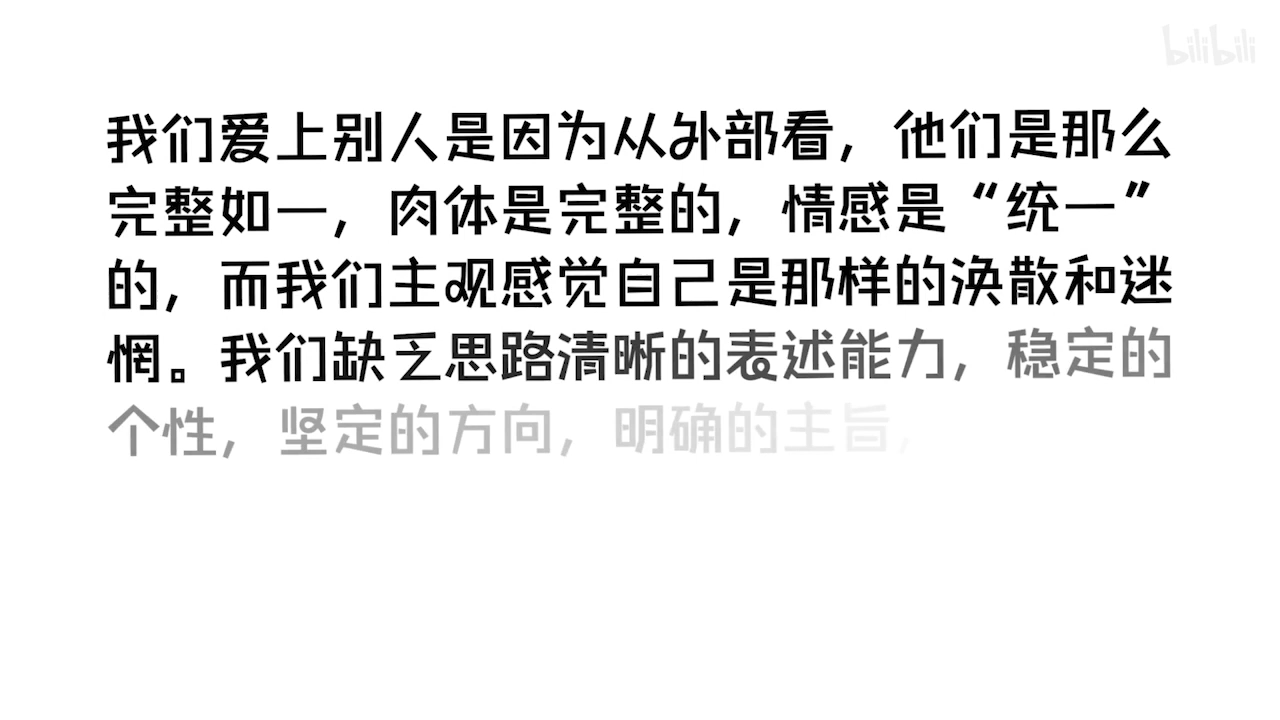 bilibili
我们爱上别人是因为从外部看，他们是那么
完整如一，肉体是完整的，情感是“统一”
的，而我们主观感觉自己是那样的涣散和迷
惘。我们缺乏思路清晰的表述能力，稳定的
个性，坚定的方向，明确的主旨，